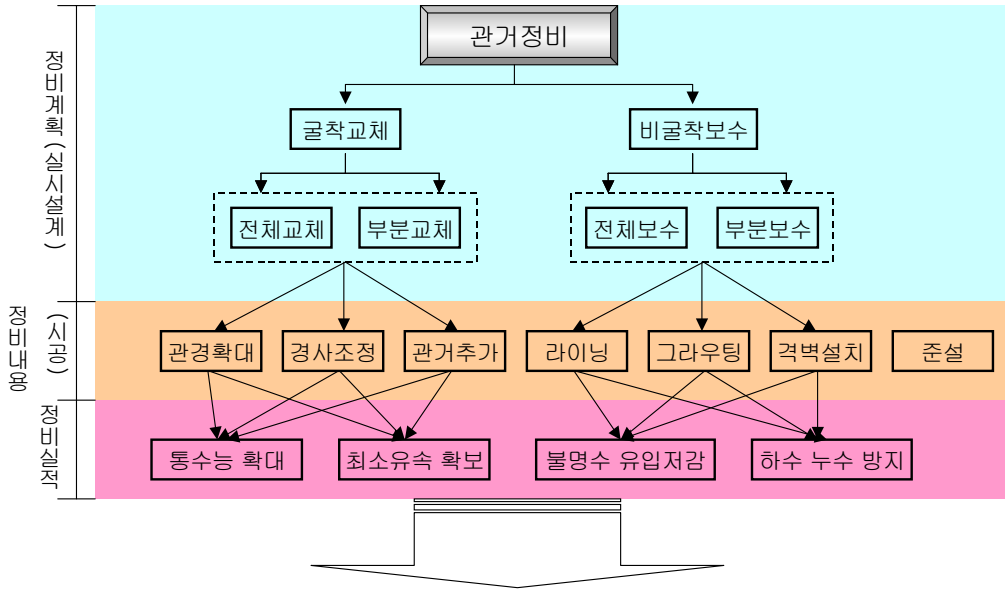 관거정비
정비계획(실시설계)
굴착교체
비굴착보수
전체교체
부분교체
전체보수
부분보수
정비내용
(시공)
관경확대
경사조정
관거추가
라이닝
그라우팅
격벽설치
준설
정비실적
통수능 확대
최소유속 확보
불명수 유입저감
하수 누수 방지